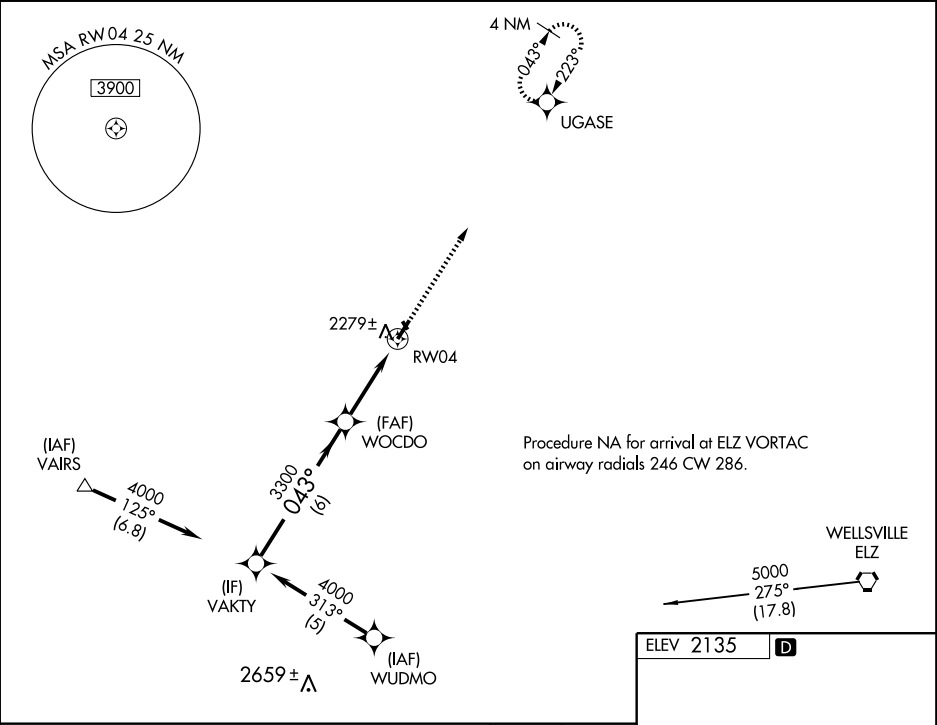 MSA RW04 25 NM
3900
4 NM
043°
223°
UGASE
2279±
RW04
(FAF)
WOCDO
(IAF)
VAIRS
4000
125°
(6.8)
3300
043°
(6)
Procedure NA for arrival at ELZ VORTAC
on airway radials 246 CW 286.
WELLSVILLE
ELZ
5000
275°
(17.8)
(IF)
VAKTY
4000
313°
(5)
(IAF)
WUDMO
2659±
ELEV 2135
D